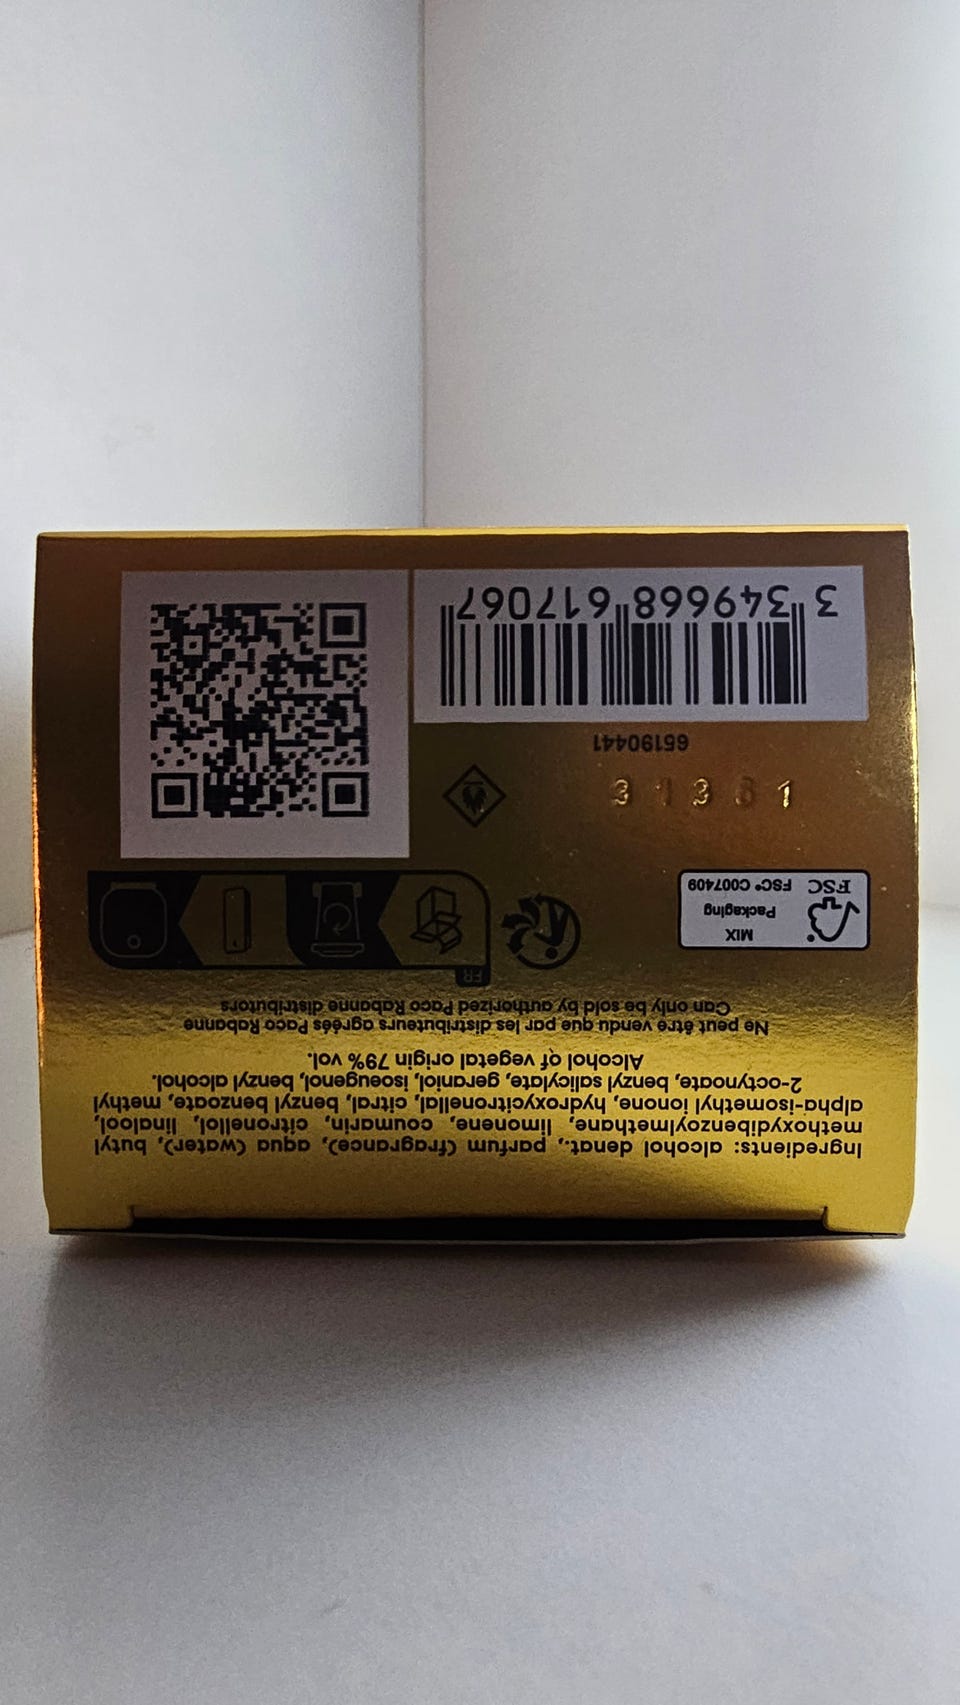 Ingredients: alcohol denat., parfum (fragrance), aqua (water), butyl
methoxydibenzoylmethane, limonene, coumarin, citronellol, linalool,
alpha-isomethyl ionone, hydroxycitronellal, citral, benzyl benzoate, methyl
2-octynoate, benzyl salicylate, geraniol, isoeugenol, benzyl alcohol.
Alcohol of vegetal origin 79% vol.
Ne peut être vendu que par les distributeurs agréés Paco Rabanne
Can only be sold by authorized Paco Rabanne distributors
FR
MIX
Packaging
FSC FSC® C007409
65190441
3 349668 617067